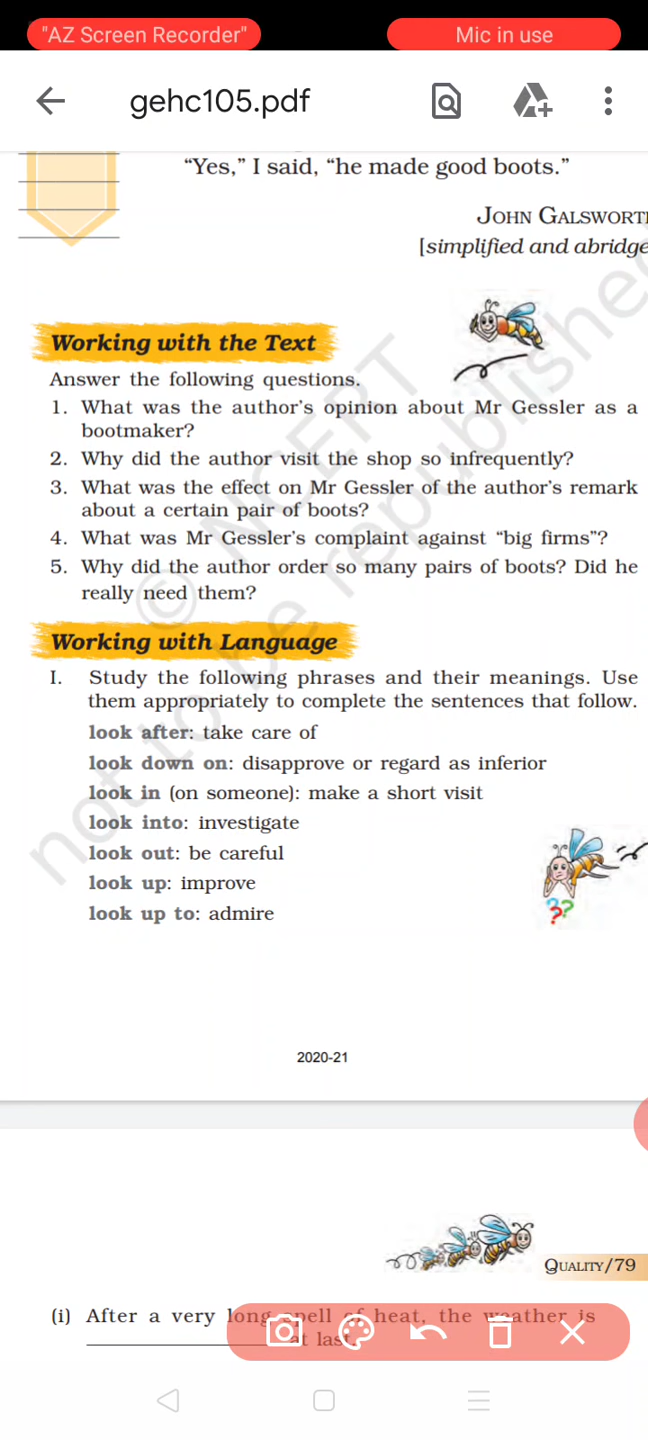 "AZ Screen Recorder"
Mic in use
gehc105.pdf
“Yes,” I said, “he made good boots.”
JOHN GALSWORT
[simplified and abridge
Working with the Text
Answer the following questions.
1. What was the author's opinion about Mr Gessler as a
bootmaker?
2. Why did the author visit the shop so infrequently?
3. What was the effect on Mr Gessler of the author's remark
about a certain pair of boots?
4. What was Mr Gessler's complaint against “big firms”?
5. Why did the author order so many pairs of boots? Did he
really need them?
Working with Language
I. Study the following phrases and their meanings. Use
them appropriately to complete the sentences that follow.
look after: take care of
look down on: disapprove or regard as inferior
look in (on someone): make a short visit
look into: investigate
look out: be careful
look up: improve
look up to: admire
??
© NCERT
not to be republished
2020-21
QUALITY/79
(i) After a very long spell of heat, the weather is
at last.